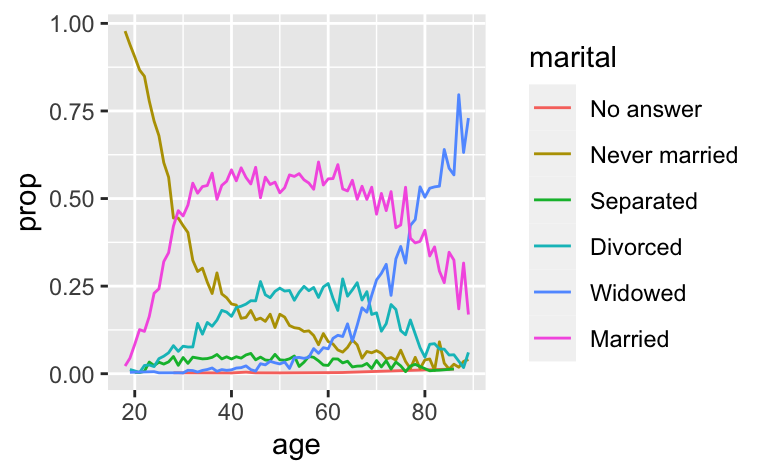 1.00
0.75
0.50
0.25
0.00
prop
20 40 60 80
age
marital
No answer
Never married
Separated
Divorced
Widowed
Married